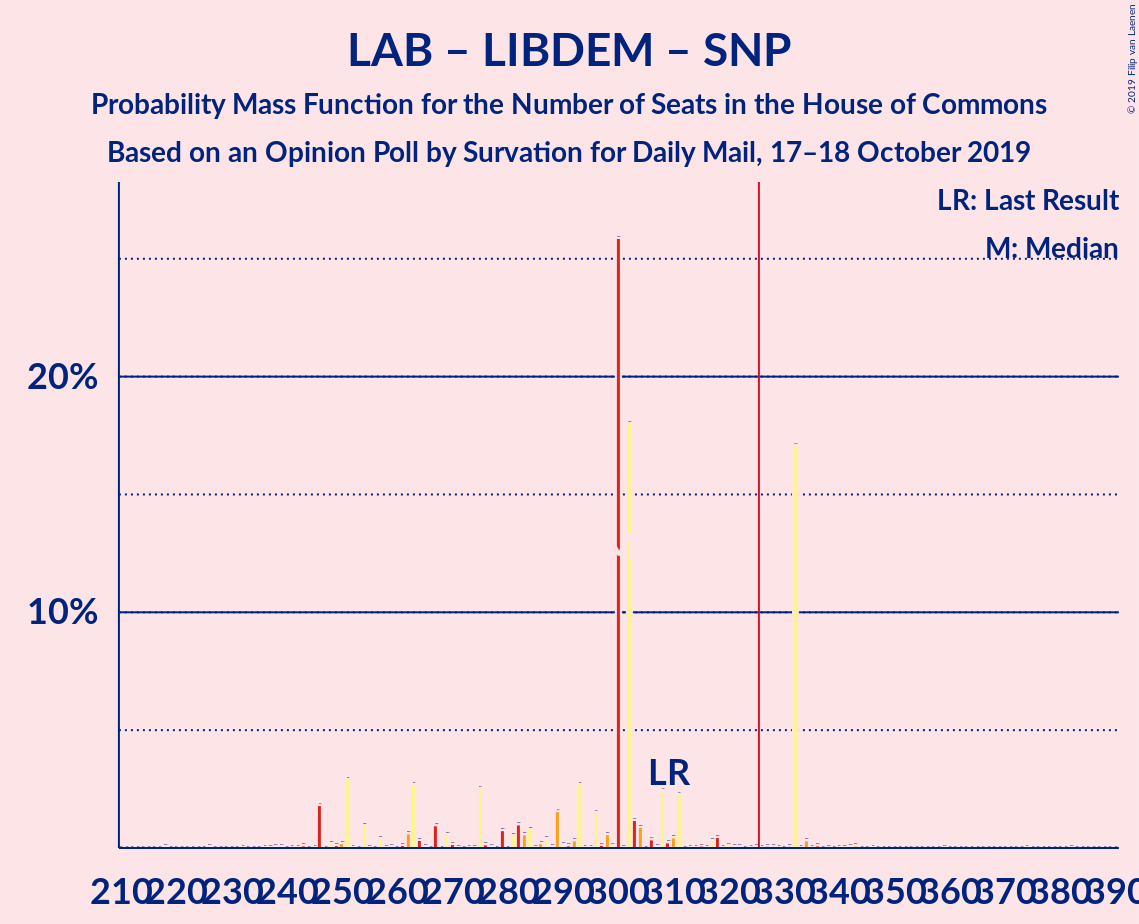 LAB – LIBDEM – SNP
Probability Mass Function for the Number of Seats in the House of Commons
Based on an Opinion Poll by Survation for Daily Mail, 17–18 October 2019
© 2019 Filip van Laenen
LR: Last Result
M: Median
20%
10%
LR
210 220 230 240 250 260 270 280 290 300 310 320 330 340 350 360 370 380 390